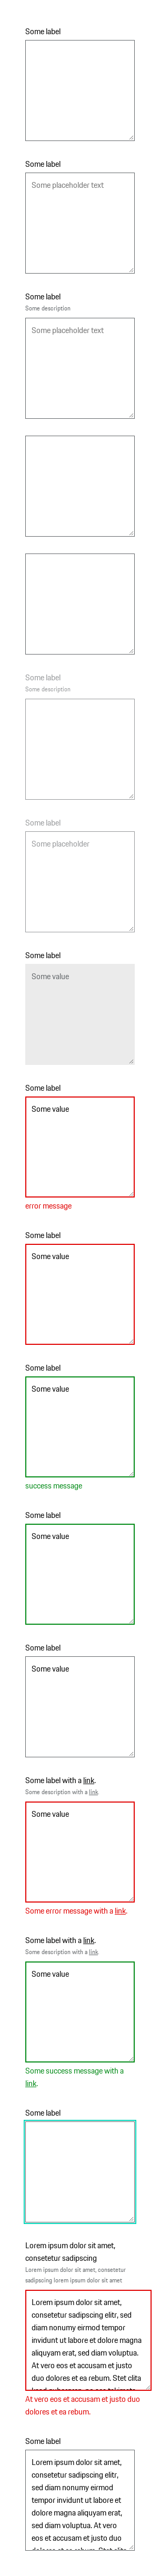 Some label
Some label
Some placeholder text
Some label
Some description
Some placeholder text
Some label
Some description
Some label
Some placeholder
Some label
Some value
Some label
Some value
error message
Some label
Some value
Some label
Some value
success message
Some label
Some value
Some label
Some value
Some label with a link.
Some description with a link.
Some value
Some error message with a link.
Some label with a link.
Some description with a link.
Some value
Some success message with a
link.
Some label
Lorem ipsum dolor sit amet,
consetetur sadipscing
Lorem ipsum dolor sit amet, consetetur
sadipscing lorem ipsum dolor sit amet
Lorem ipsum dolor sit amet,
consetetur sadipscing elitr, sed
diam nonumy eirmod tempor
invidunt ut labore et dolore magna
aliquyam erat, sed diam voluptua.
At vero eos et accusam et justo
duo dolores et ea rebum. Stet clita
At vero eos et accusam et justo duo
dolores et ea rebum.
Some label
Lorem ipsum dolor sit amet,
consetetur sadipscing elitr,
sed diam nonumy eirmod
tempor invidunt ut labore et
dolore magna aliquyam erat,
sed diam voluptua. At vero
eos et accusam et justo duo